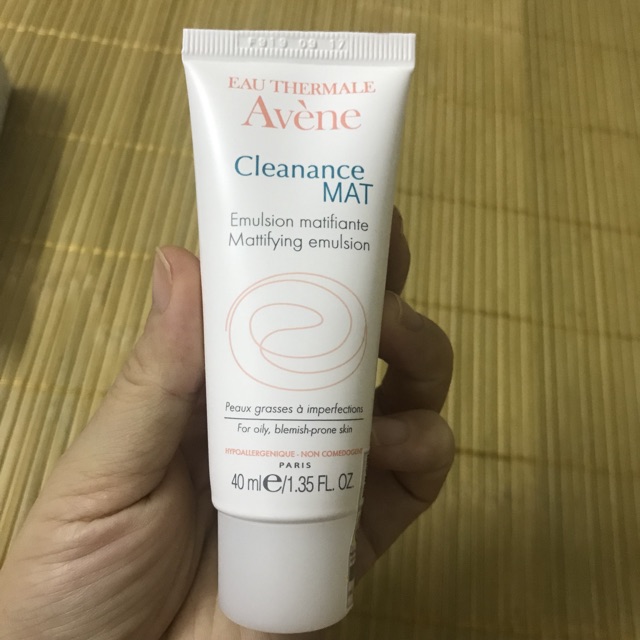 EAU THERMALE
Avène
Cleanance
MAT
Emulsion matifiante
Mattifying emulsion
Peaux grasses à imperfections
For oily, blemish-prone skin
HYPOALLERGENIQUE - NON COMEDOGENE
PARIS
40 ml e/1.35 FL. OZ.